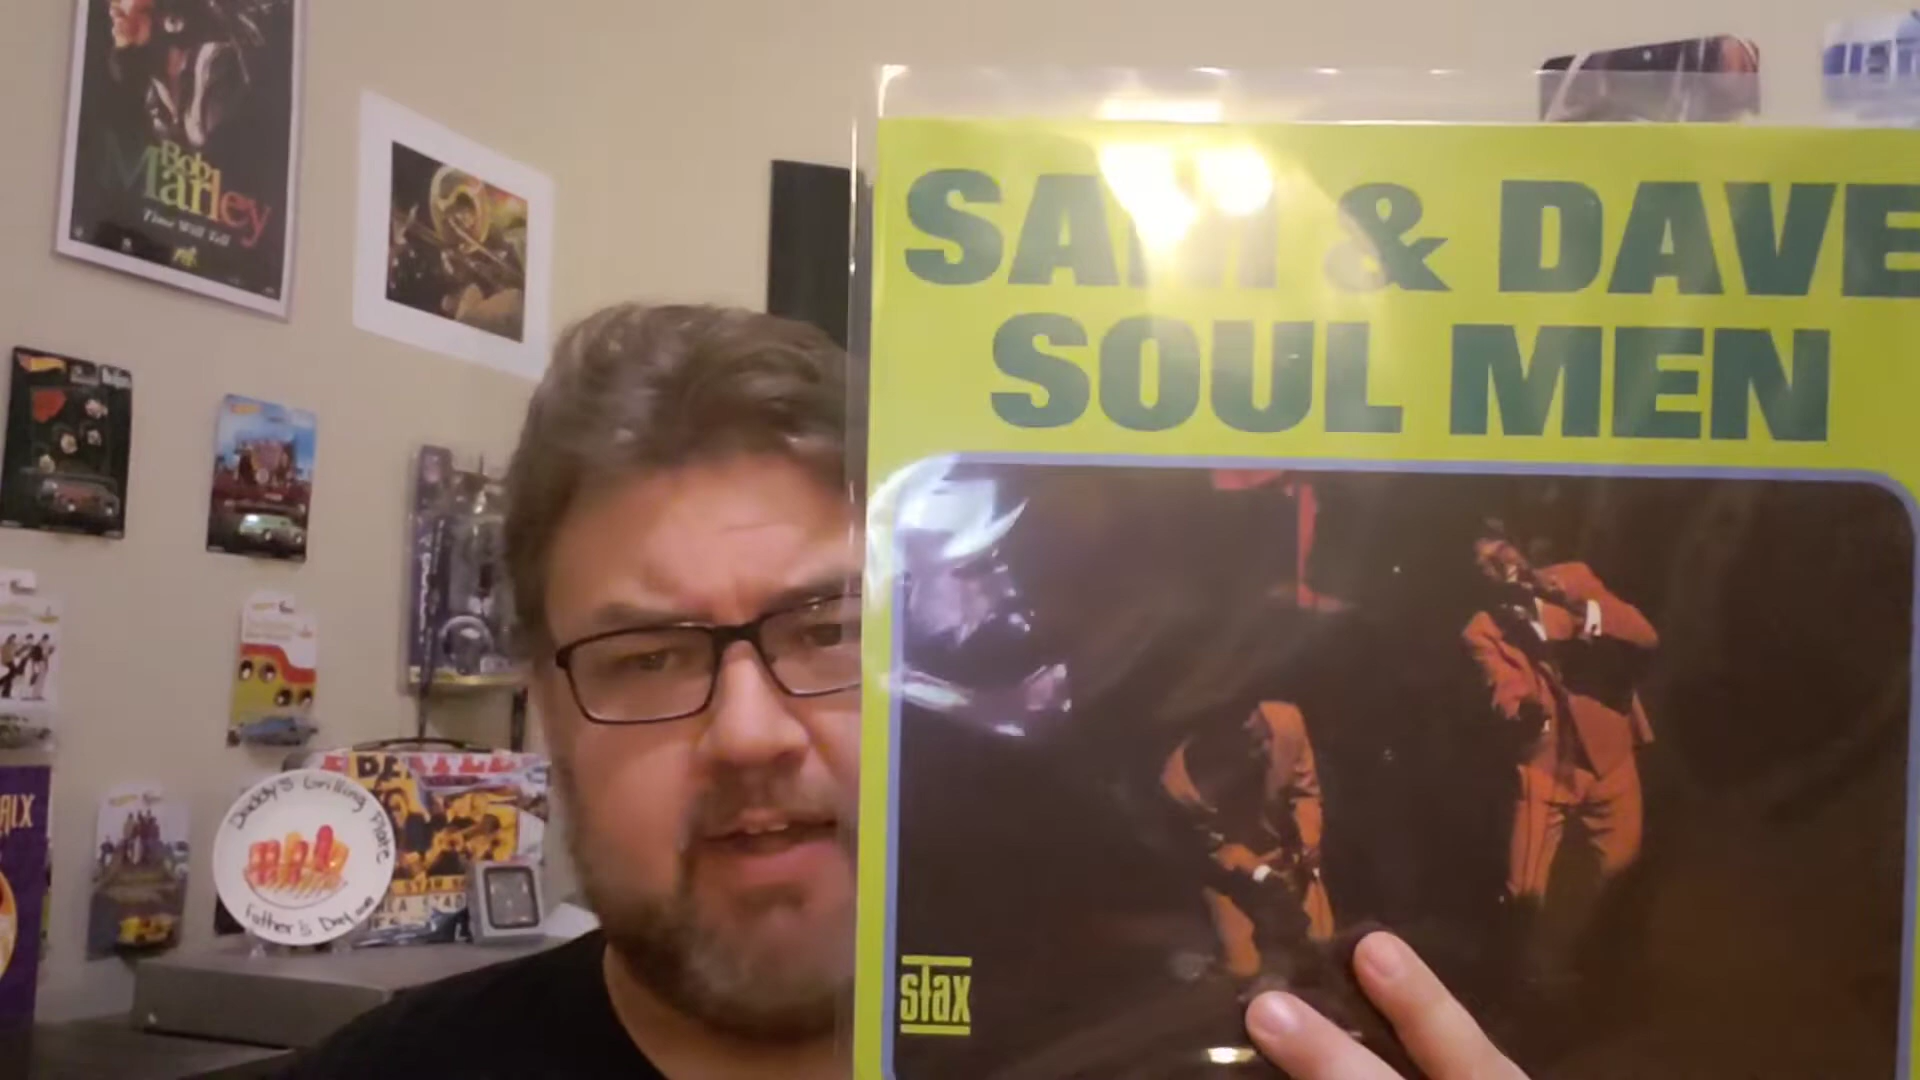 Bob
Marley
Time Will Tell
SAM & DAVE
SOUL MEN
stax
Daddy's Grilling Plate
Father's Day